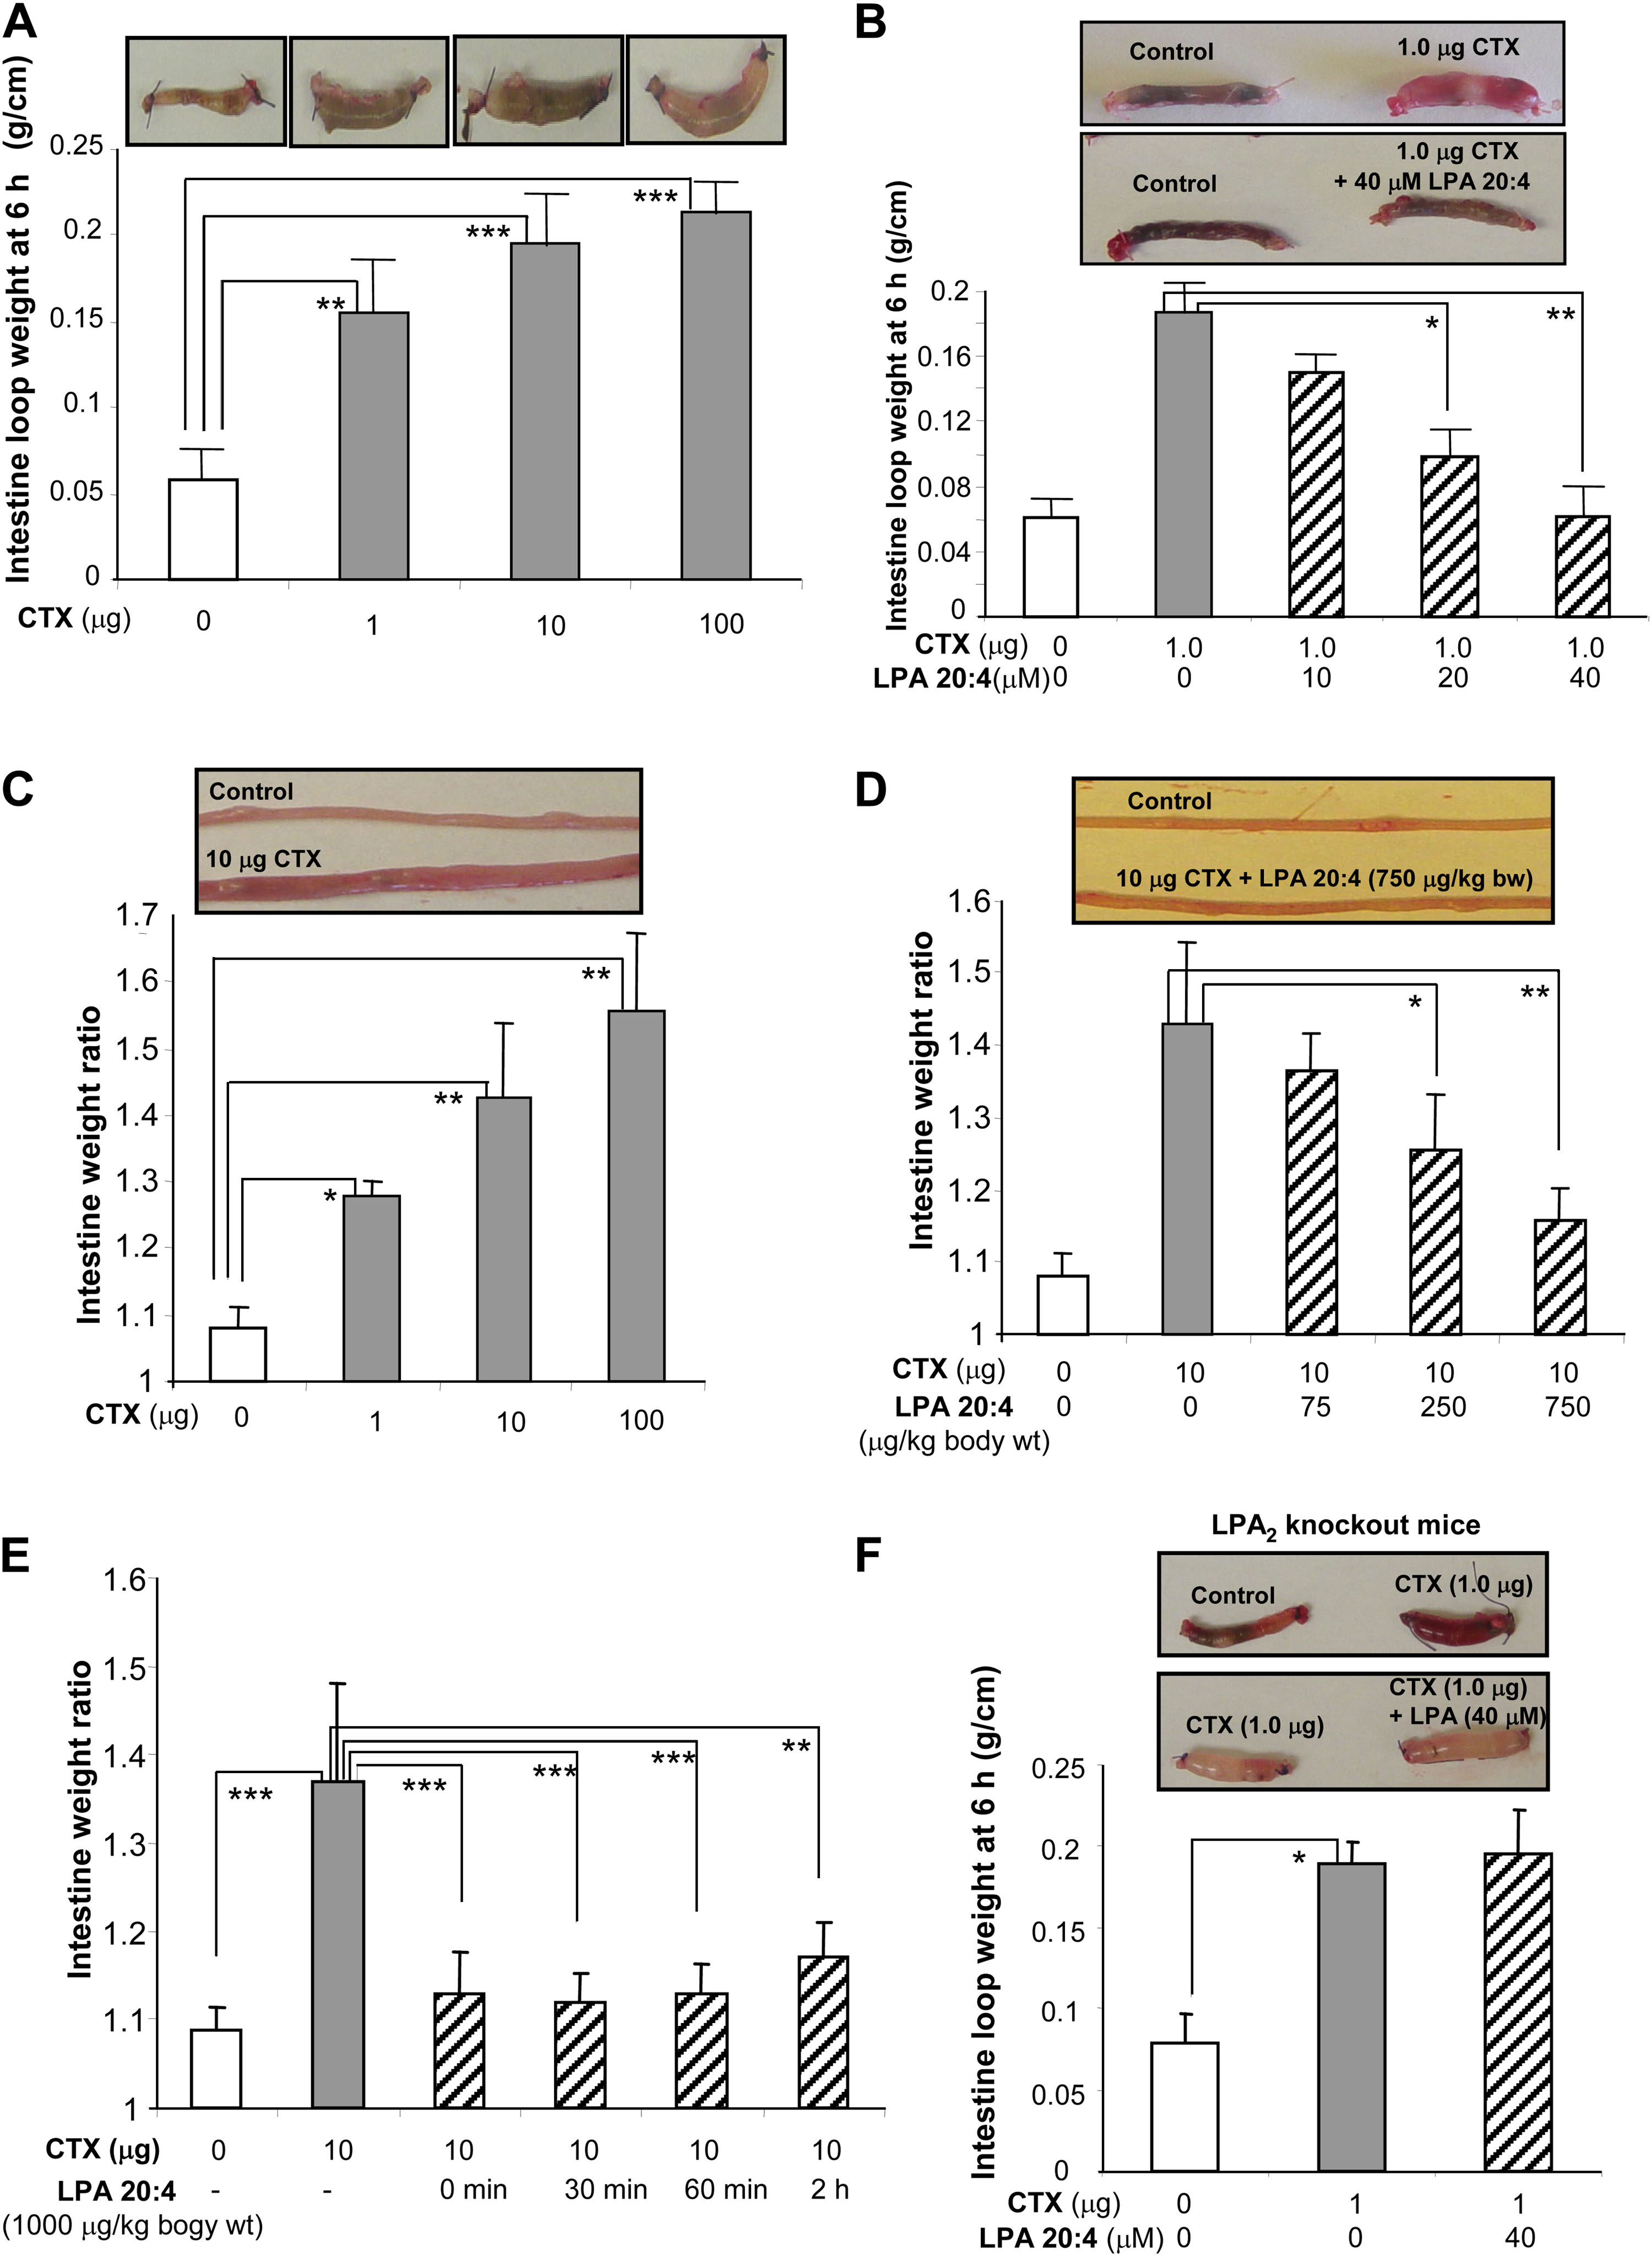 A
Intestine loop weight at 6 h (g/cm)
0.25
0.2
0.15
0.1
0.05
0
***
***
**
CTX (μg) 0 1 10 100
B
Control 1.0 μg CTX
1.0 μg CTX
Control + 40 μM LPA 20:4
Intestine loop weight at 6 h (g/cm)
0.2
0.16
0.12
0.08
0.04
0
* **
CTX (μg) 0 1.0 1.0 1.0 1.0
LPA 20:4(μM) 0 0 10 20 40
C
Control
10 μg CTX
Intestine weight ratio
1.7
1.6
1.5
1.4
1.3
1.2
1.1
1
**
**
*
CTX (μg) 0 1 10 100
D
Control
10 μg CTX + LPA 20:4 (750 μg/kg bw)
Intestine weight ratio
1.6
1.5
1.4
1.3
1.2
1.1
1
* **
CTX (μg) 0 10 10 10 10
LPA 20:4 0 0 75 250 750
(μg/kg body wt)
E
Intestine weight ratio
1.6
1.5
1.4
1.3
1.2
1.1
1
*** *** *** *** **
CTX (μg) 0 10 10 10 10 10
LPA 20:4 - - 0 min 30 min 60 min 2 h
(1000 μg/kg bogy wt)
F
LPA2 knockout mice
Control CTX (1.0 μg)
CTX (1.0 μg)
CTX (1.0 μg) + LPA (40 μM)
Intestine loop weight at 6 h (g/cm)
0.25
0.2
0.15
0.1
0.05
0
*
CTX (μg) 0 1 1
LPA 20:4 (μM) 0 0 40